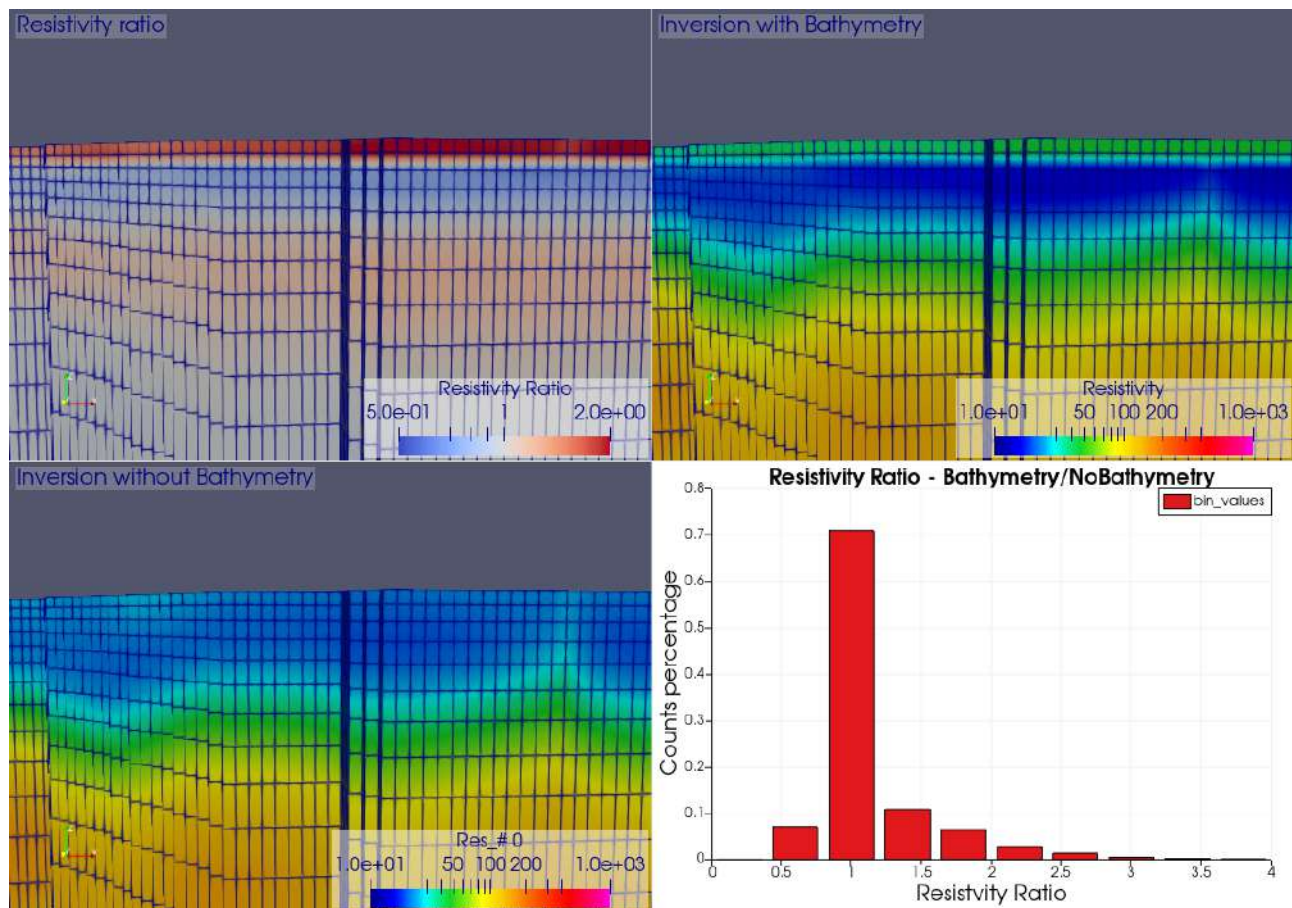 Resistivity ratio
Resistivity Ratio
5.0e-01 1 2.0e+00
Inversion with Bathymetry
Resistivity
1.0e+01 50 100 200 1.0e+03
Inversion without Bathymetry
Res_#0
1.0e+01 50 100 200 1.0e+03
Resistivity Ratio - Bathymetry/NoBathymetry
bin_values
Counts percentage
0.8
0.7
0.6
0.5
0.4
0.3
0.2
0.1
0
0 0.5 1 1.5 2 2.5 3 3.5 4
Resistvity Ratio